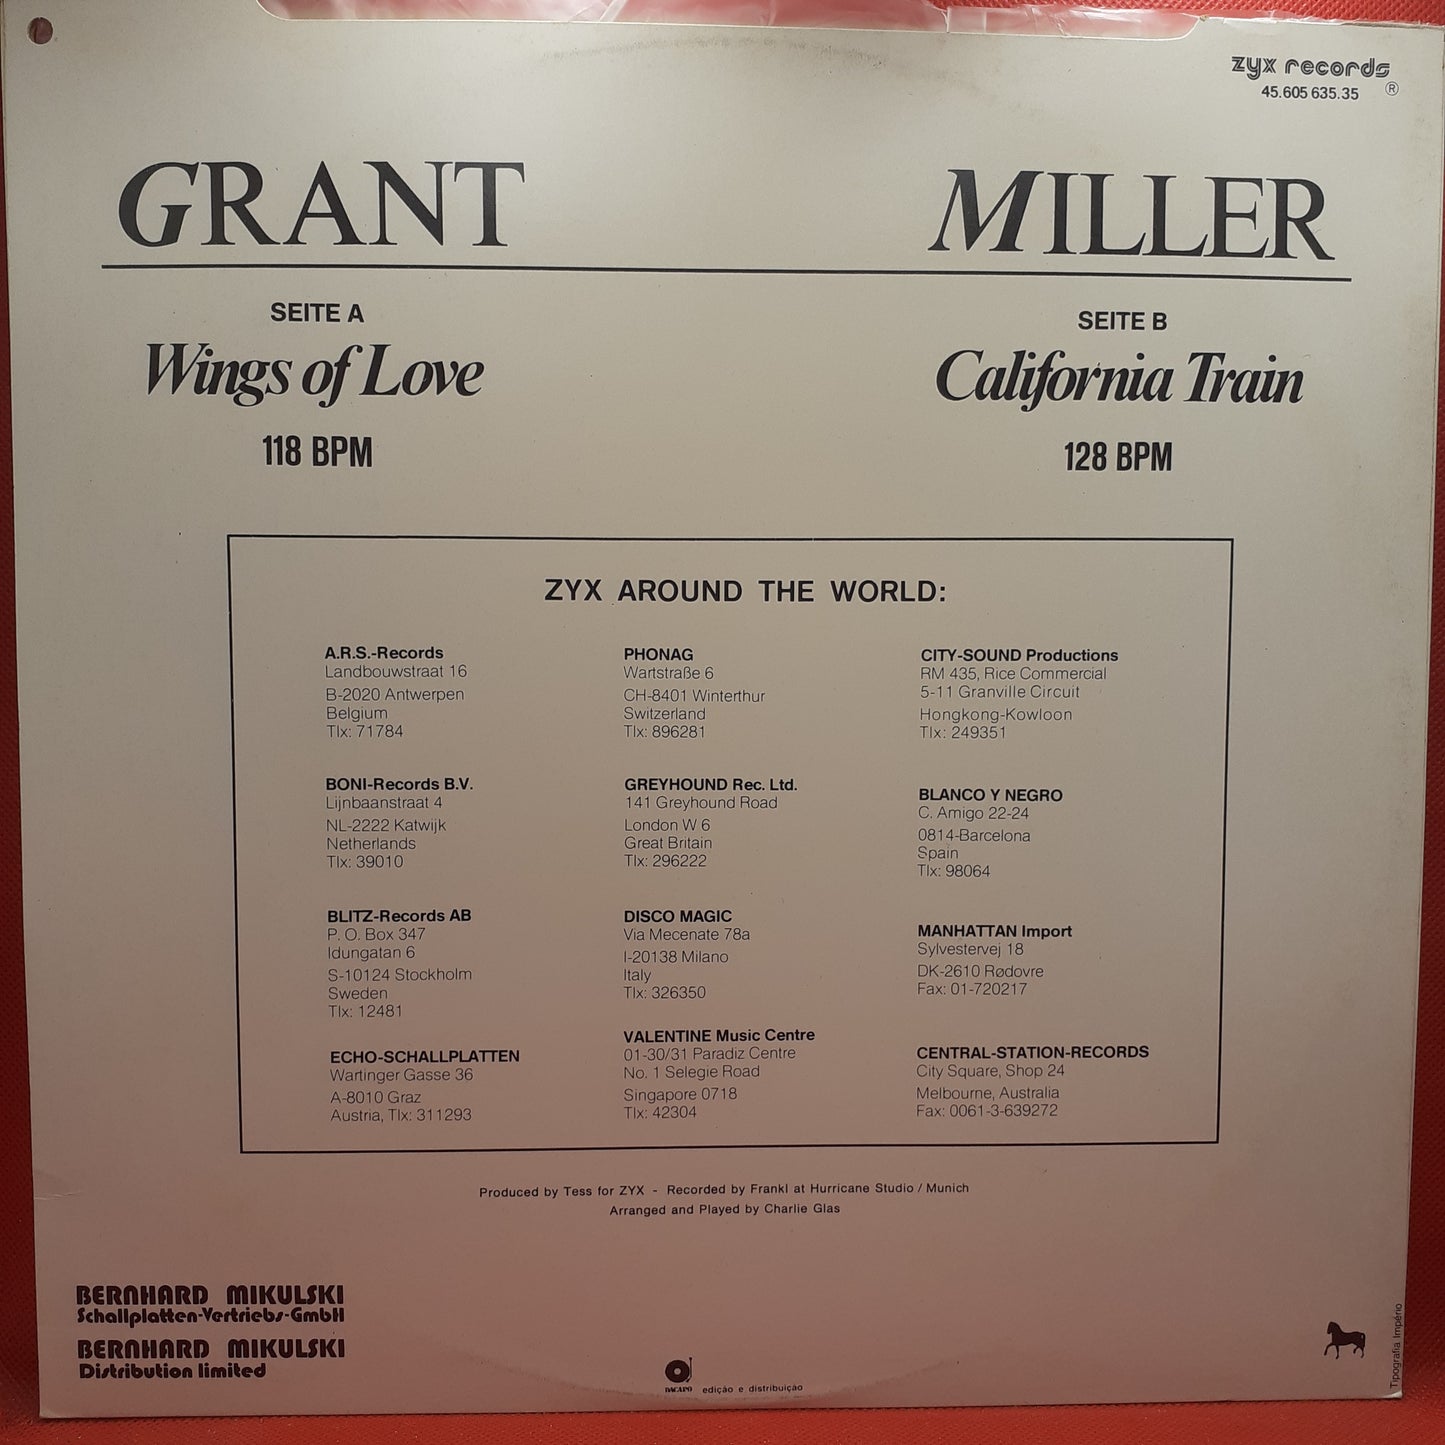 zyx records
45.605 635.35 ®
GRANT MILLER
SEITE A
Wings of Love
118 BPM
SEITE B
California Train
128 BPM
ZYX AROUND THE WORLD:
A.R.S.-Records
Landbouwstraat 16
B-2020 Antwerpen
Belgium
Tlx: 71784
BONI-Records B.V.
Lijnbaanstraat 4
NL-2222 Katwijk
Netherlands
Tlx: 39010
BLITZ-Records AB
P. O. Box 347
Idungatan 6
S-10124 Stockholm
Sweden
Tlx: 12481
ECHO-SCHALLPLATTEN
Wartinger Gasse 36
A-8010 Graz
Austria, Tlx: 311293
PHONAG
Wartstraße 6
CH-8401 Winterthur
Switzerland
Tlx: 896281
GREYHOUND Rec. Ltd.
141 Greyhound Road
London W 6
Great Britain
Tlx: 296222
DISCO MAGIC
Via Mecenate 78a
I-20138 Milano
Italy
Tlx: 326350
VALENTINE Music Centre
01-30/31 Paradiz Centre
No. 1 Selegie Road
Singapore 0718
Tlx: 42304
CITY-SOUND Productions
RM 435, Rice Commercial
5-11 Granville Circuit
Hongkong-Kowloon
Tlx: 249351
BLANCO Y NEGRO
C. Amigo 22-24
0814-Barcelona
Spain
Tlx: 98064
MANHATTAN Import
Sylvestervej 18
DK-2610 Rødovre
Fax: 01-720217
CENTRAL-STATION-RECORDS
City Square, Shop 24
Melbourne, Australia
Fax: 0061-3-639272
Produced by Tess for ZYX - Recorded by Frankl at Hurricane Studio / Munich
Arranged and Played by Charlie Glas
BERNHARD MIKULSKI
Schallplatten-Vertriebs-GmbH
BERNHARD MIKULSKI
Distribution limited
DACAPO edição e distribuição
Tipografia Império